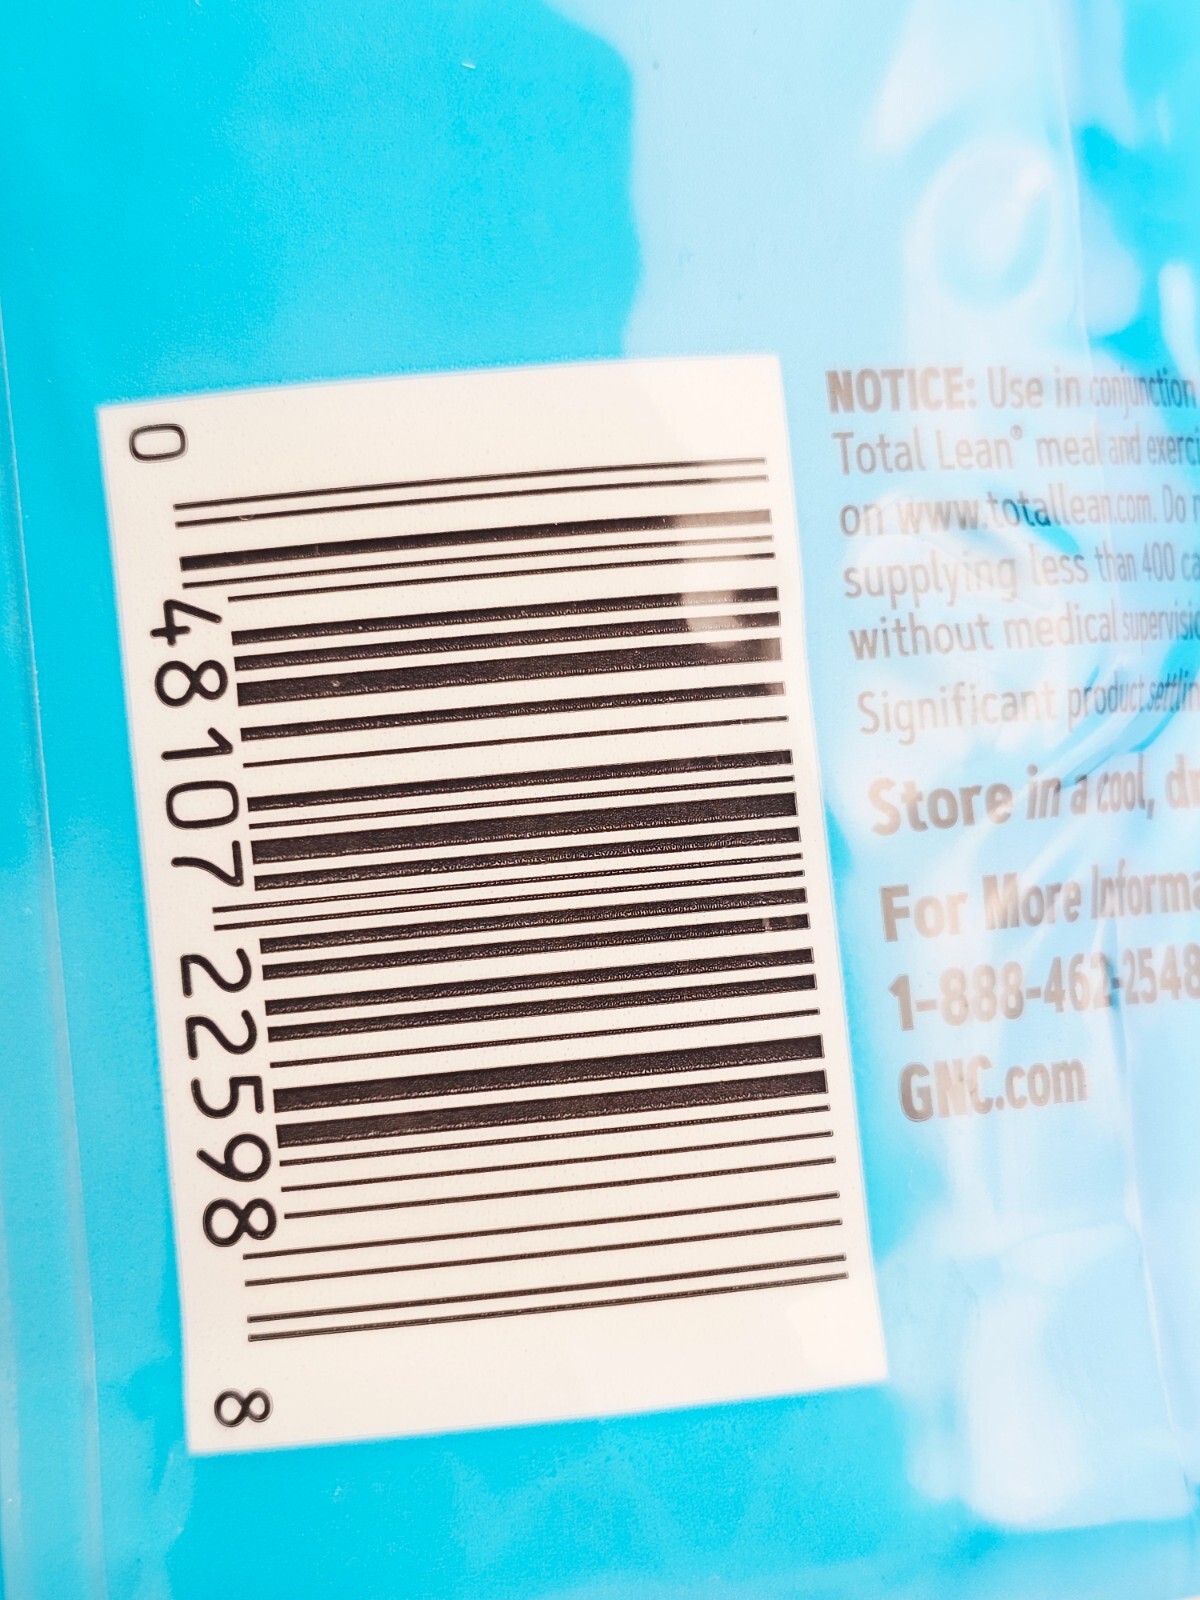 0 48107 22598 8
NOTICE: Use in conjunction
Total Lean® meal and exerci
on www.totallean.com. Do
supplying less than 400 ca
without medical supervisio
Significant product settlin
Store in a cool,
For More Informa
1-888-462-2548
GNC.com